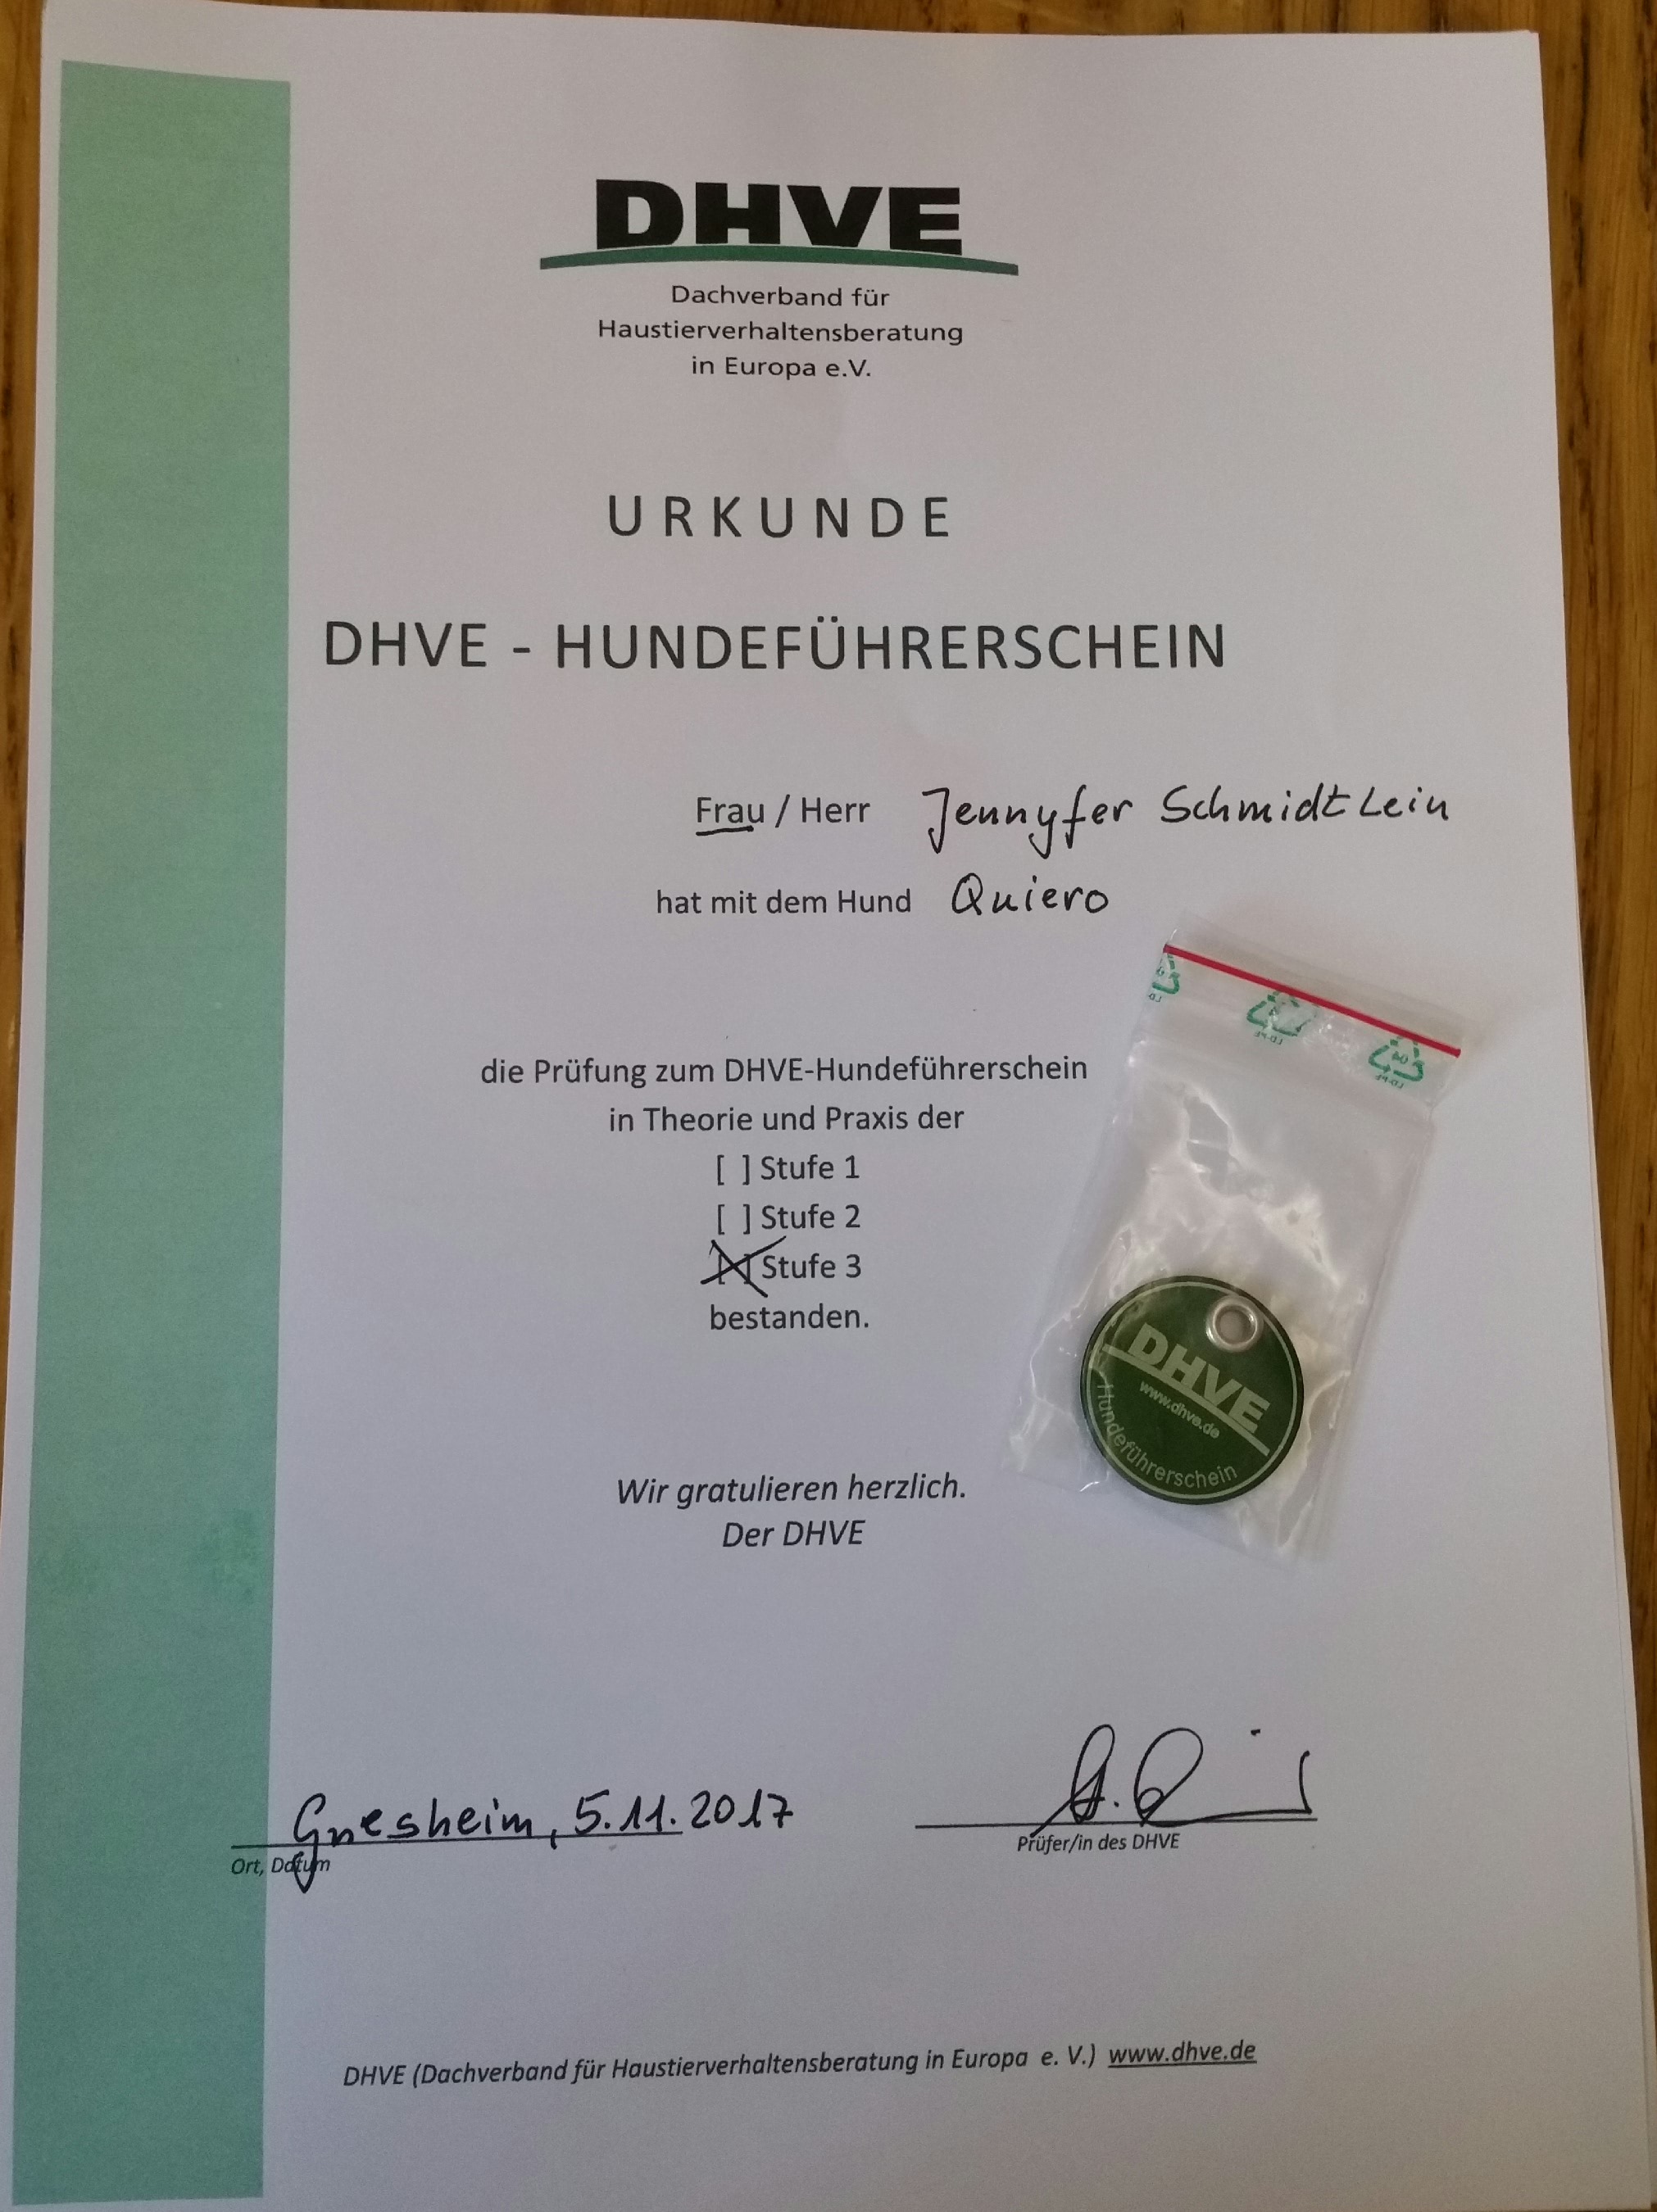 DHVE
Dachverband für
Haustierverhaltensberatung
in Europa e.V.
URKUNDE
DHVE - HUNDEFÜHRERSCHEIN
Frau / Herr Jennyfer Schmidtlein
hat mit dem Hund Quiero
die Prüfung zum DHVE-Hundeführerschein
in Theorie und Praxis der
[ ] Stufe 1
[ ] Stufe 2
[X] Stufe 3
bestanden.
DHVE
www.dhve.de
Hundeführerschein
Wir gratulieren herzlich.
Der DHVE
Griesheim, 5.11.2017
Ort, Datum
Prüfer/in des DHVE
DHVE (Dachverband für Haustierverhaltensberatung in Europa e. V.) www.dhve.de